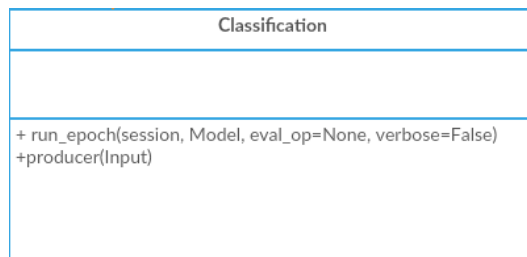 Classification
+ run_epoch(session, Model, eval_op=None, verbose=False)
+producer(Input)